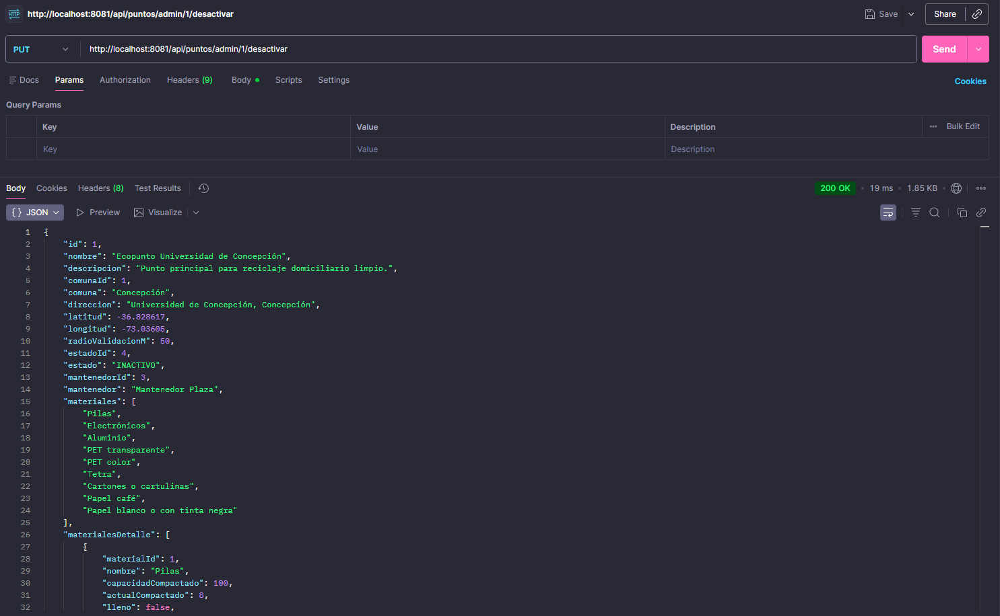 HTTP http://localhost:8081/api/puntos/admin/1/desactivar Save Share
PUT http://localhost:8081/api/puntos/admin/1/desactivar Send
Docs Params Authorization Headers (9) Body Scripts Settings Cookies
Query Params
Key Value Description Bulk Edit
Key Value Description
Body Cookies Headers (8) Test Results 200 OK 19 ms 1.85 KB
{} JSON Preview Visualize
1 {
2 "id": 1,
3 "nombre": "Ecopunto Universidad de Concepción",
4 "descripcion": "Punto principal para reciclaje domiciliario limpio.",
5 "comunaId": 1,
6 "comuna": "Concepción",
7 "direccion": "Universidad de Concepción, Concepción",
8 "latitud": -36.828617,
9 "longitud": -73.03605,
10 "radioValidacionM": 50,
11 "estadoId": 4,
12 "estado": "INACTIVO",
13 "mantenedorId": 3,
14 "mantenedor": "Mantenedor Plaza",
15 "materiales": [
16 "Pilas",
17 "Electrónicos",
18 "Aluminio",
19 "PET transparente",
20 "PET color",
21 "Tetra",
22 "Cartones o cartulinas",
23 "Papel café",
24 "Papel blanco o con tinta negra"
25 ],
26 "materialesDetalle": [
27 {
28 "materialId": 1,
29 "nombre": "Pilas",
30 "capacidadCompactado": 100,
31 "actualCompactado": 8,
32 "lleno": false,